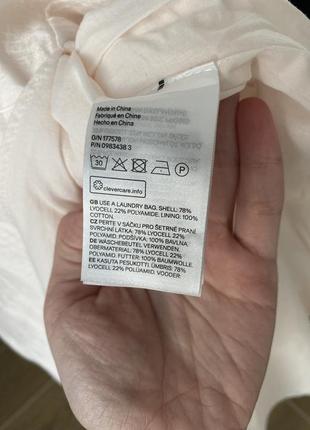 Made in China
Fabriqué en Chine
Hecho en China
O/N 177578
P/N 0983438 3
30 P
clevercare.info
GB USE A LAUNDRY BAG. SHELL: 78%
LYOCELL 22% POLYAMIDE. LINING: 100%
COTTON.
CZ PERTE V SÁČKU PRO ŠETRNÉ PRANÍ.
SVRCHNÍ LÁTKA: 78% LYOCELL 22%
POLYAMID. PODŠÍVKA: 100% BAVLNA.
DE WÄSCHEBEUTEL VERWENDEN.
OBERMATERIAL: 78% LYOCELL 22%
POLYAMID. FUTTER: 100% BAUMWOLLE.
EE KASUTA PESUKOTTI. ÜMBRIS: 78%
LYOCELL 22% POLÜAMIID. VOODER: